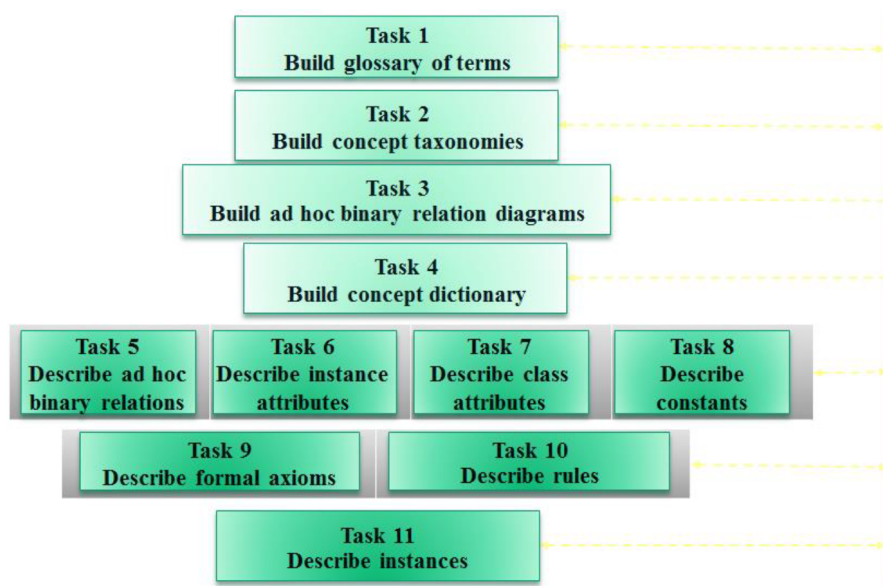 Task 1
Build glossary of terms
Task 2
Build concept taxonomies
Task 3
Build ad hoc binary relation diagrams
Task 4
Build concept dictionary
Task 5
Describe ad hoc
binary relations
Task 6
Describe instance
attributes
Task 7
Describe class
attributes
Task 8
Describe
constants
Task 9
Describe formal axioms
Task 10
Describe rules
Task 11
Describe instances